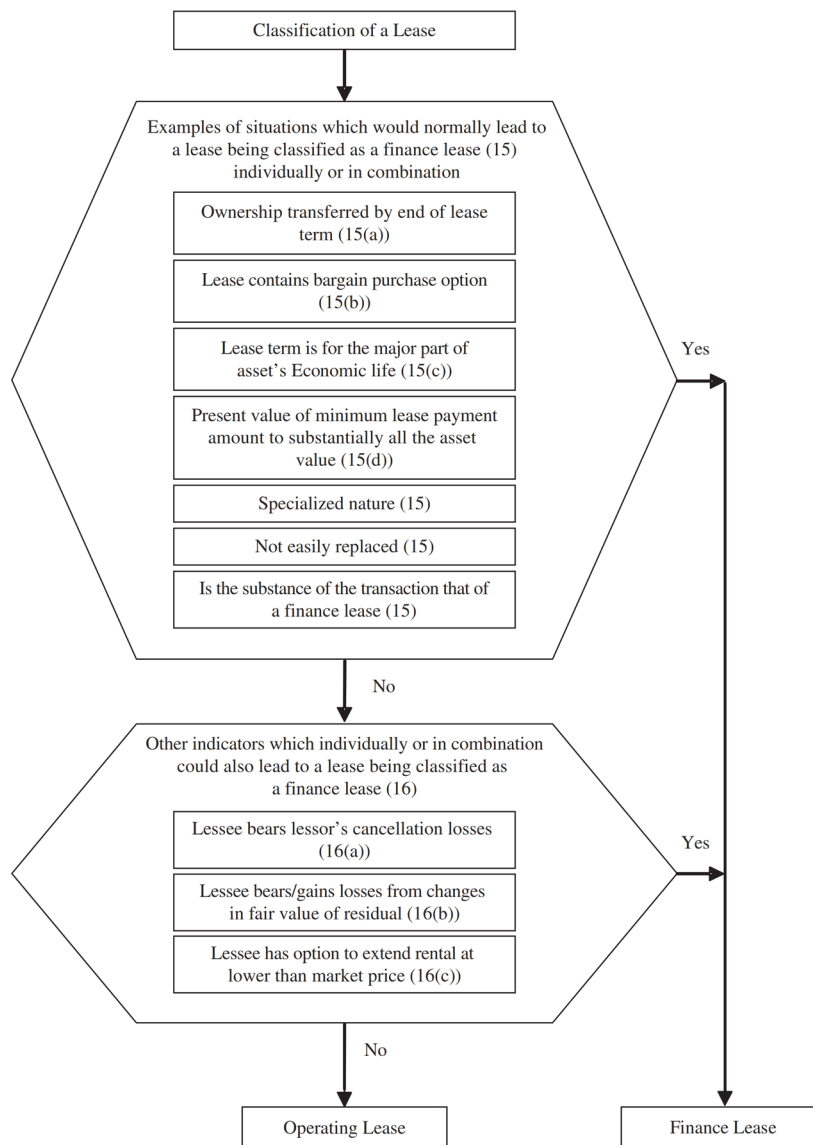 Classification of a Lease
Examples of situations which would normally lead to
a lease being classified as a finance lease (15)
individually or in combination
Ownership transferred by end of lease
term (15(a))
Lease contains bargain purchase option
(15(b))
Lease term is for the major part of
asset's Economic life (15(c))
Yes
Present value of minimum lease payment
amount to substantially all the asset
value (15(d))
Specialized nature (15)
Not easily replaced (15)
Is the substance of the transaction that of
a finance lease (15)
No
Other indicators which individually or in combination
could also lead to a lease being classified as
a finance lease (16)
Lessee bears lessor's cancellation losses
(16(a))
Yes
Lessee bears/gains losses from changes
in fair value of residual (16(b))
Lessee has option to extend rental at
lower than market price (16(c))
No
Operating Lease
Finance Lease